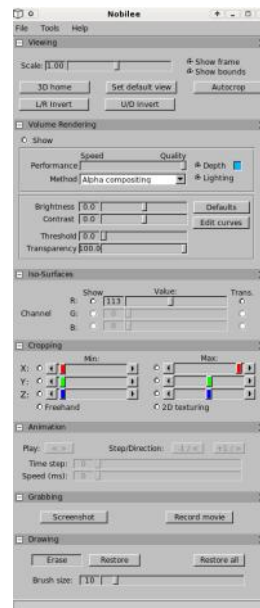 Nobilee
File Tools Help
Viewing
Scale: 1.00 Show frame
Show bounds
3D home Set default view Autocrop
L/R Invert U/D Invert
Volume Rendering
Show
Speed Quality
Performance Depth
Method Alpha compositing Lighting
Brightness 0.0 Defaults
Contrast 0.0 Edit curves
Threshold 0.0
Transparency 100.0
Iso-Surfaces
Show Value: Trans.
R: 113
Channel G: 0
B: 0
Cropping
Min: Max:
X:
Y:
Z:
Freehand 2D texturing
Animation
Play: Step/Direction:
Time step: 0
Speed (ms): 0
Grabbing
Screenshot Record movie
Drawing
Erase Restore Restore all
Brush size: 10